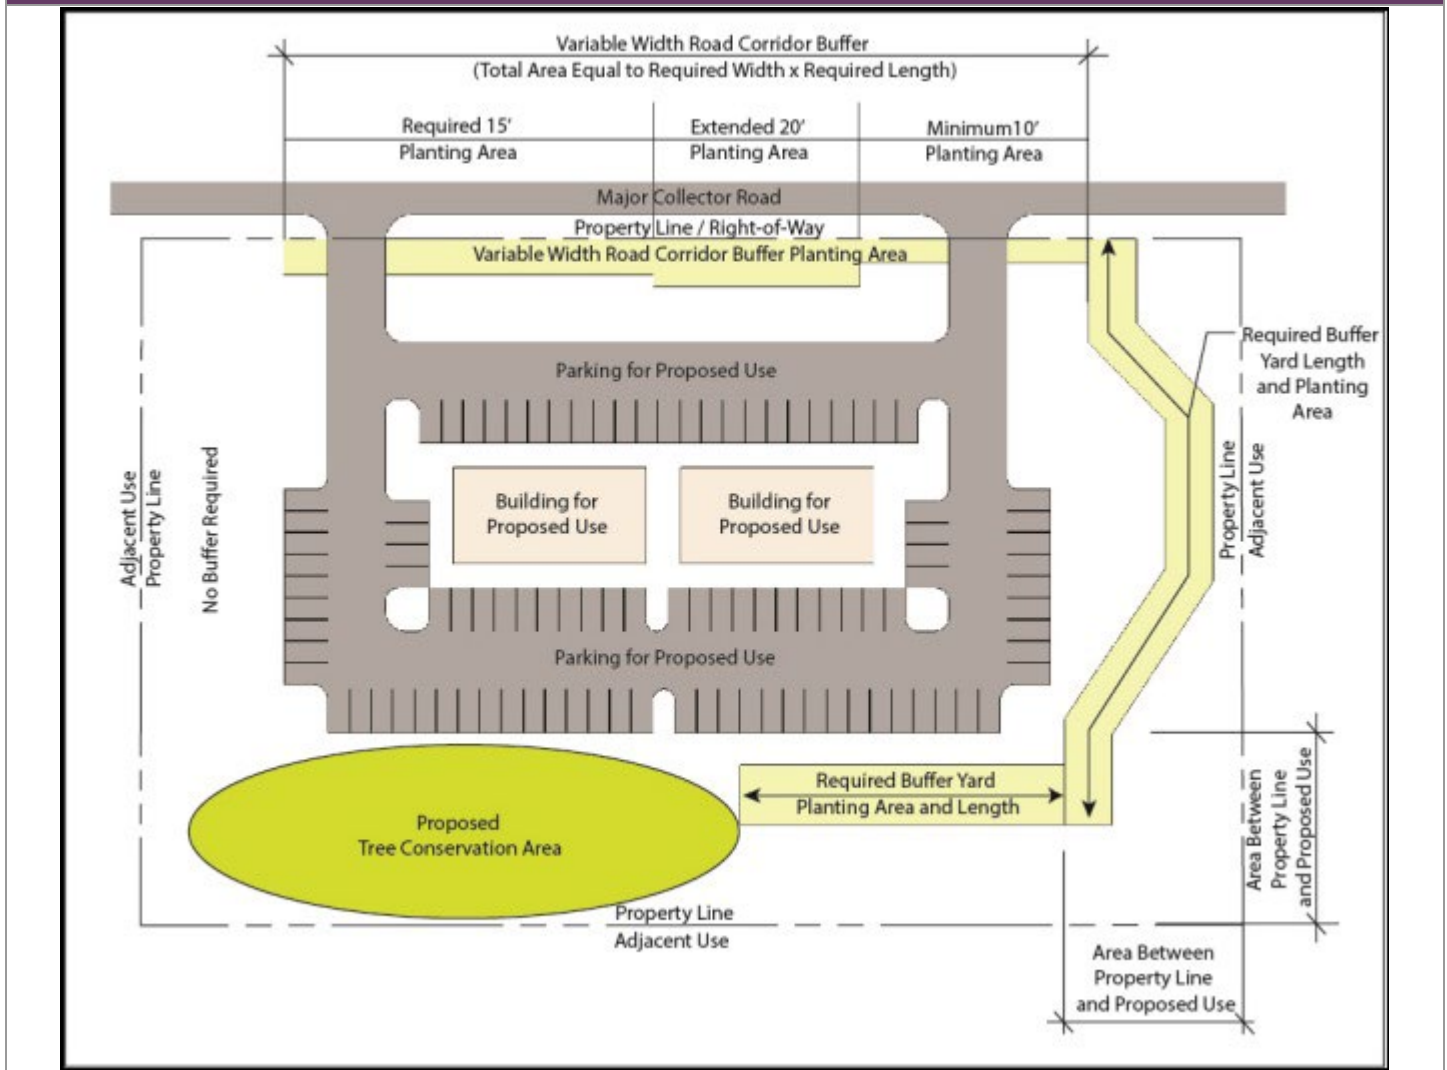 Variable Width Road Corridor Buffer
(Total Area Equal to Required Width x Required Length)
Required 15'
Planting Area
Extended 20'
Planting Area
Minimum10'
Planting Area
Major Collector Road
Property Line / Right-of-Way
Variable Width Road Corridor Buffer Planting Area
Required Buffer
Yard Length
and Planting
Area
Parking for Proposed Use
Adjacent Use
Property Line
No Buffer Required
Building for
Proposed Use
Building for
Proposed Use
Property Line
Adjacent Use
Parking for Proposed Use
Required Buffer Yard
Planting Area and Length
Proposed
Tree Conservation Area
Area Between
Property Line
and Proposed Use
Property Line
Adjacent Use
Area Between
Property Line
and Proposed Use